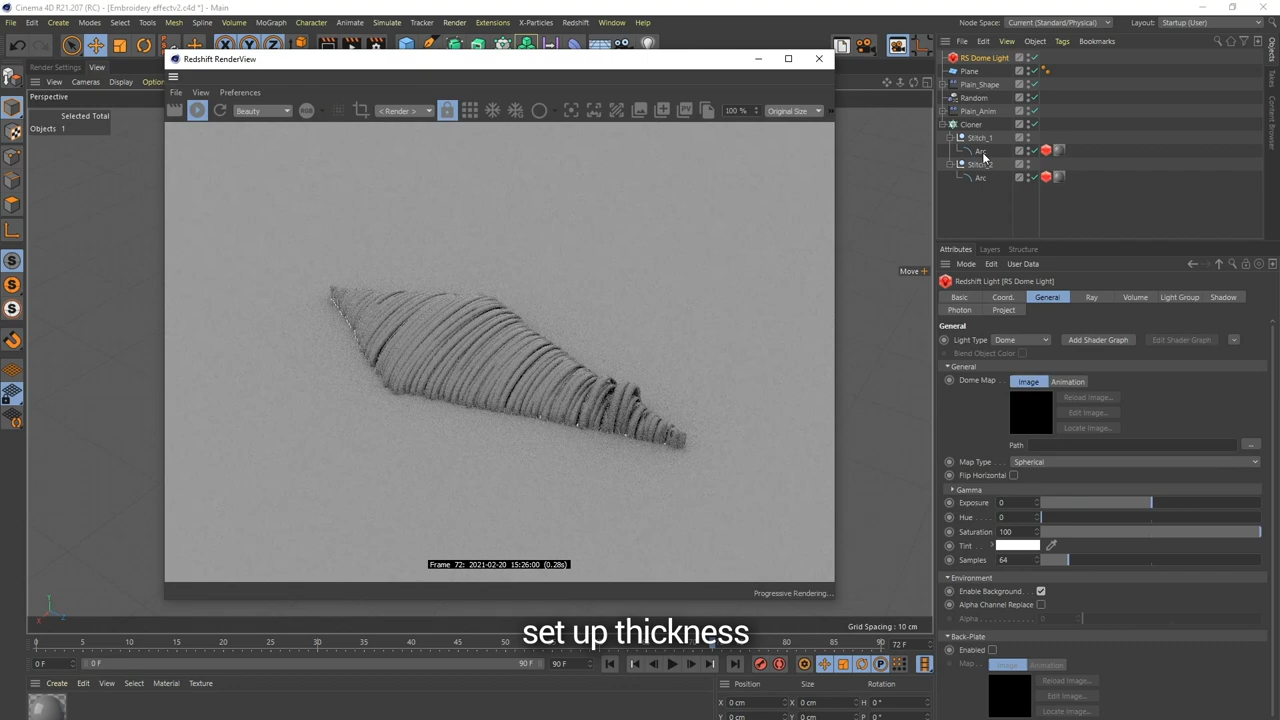 Cinema 4D R21.207 (RC) - [Embroidery effectv2.c4d *] - Main
File Edit Create Modes Select Tools Mesh Spline Volume MoGraph Character Animate Simulate Tracker Render Extensions X-Particles Redshift Window Help
Node Space: Current (Standard/Physical) Layout: Startup (User)
Render Settings View
View Cameras Display Option
Perspective
Selected Total
Objects 1
Redshift RenderView
File View Preferences
Beauty RGB < Render > 100 % Original Size
Frame 72: 2021-02-20 15:26:00 (0.28s)
Progressive Rendering...
Move
Grid Spacing : 10 cm
set up thickness
File Edit View Object Tags Bookmarks
RS Dome Light
Plane
Plain_Shape
Random
Plain_Anim
Cloner
Stitch_1
Arc
Stitch_2
Arc
Objects
Takes
Content Browser
Attributes Layers Structure
Mode Edit User Data
Redshift Light [RS Dome Light]
Basic Coord. General Ray Volume Light Group Shadow
Photon Project
General
Light Type Dome Add Shader Graph Edit Shader Graph
Blend Object Color
General
Dome Map . . Image Animation
Reload Image...
Edit Image...
Locate Image...
Path
Map Type . . . Spherical
Flip Horizontal
Gamma
Exposure 0
Hue . . . . 0
Saturation 100
Tint . .
Samples 64
Environment
Enable Background . .
Alpha Channel Replace
Alpha . . . . . . . . . . . . 0
Back-Plate
Enabled
Map . . Image Animation
Reload Image...
Edit Image...
Locate Image...
0 5 10 15 20 25 30 35 40 45 50 55 60 65 80 85 90 72 F
0 F 0 F 90 F 90 F
Create Edit View Select Material Texture
Position Size Rotation
X 0 cm X 0 cm H 0 °
Y 0 cm Y 0 cm P 0 °